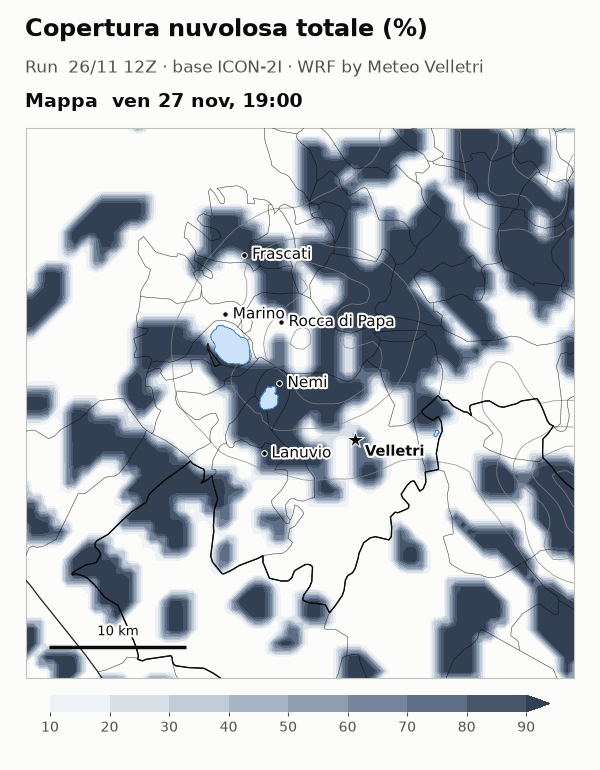 Copertura nuvolosa totale (%)
Run  26/11 12Z · base ICON-2I · WRF by Meteo Velletri
Mappa  ven 27 nov, 19:00
Frascati
Marino
Rocca di Papa
Nemi
Velletri
Lanuvio
10 km
10 20 30 40 50 60 70 80 90